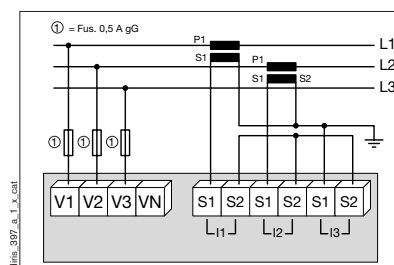 ① = Fus. 0,5 A gG
P1
L1
S1
P1
L2
S1 S2
L3
① ① ①
V1 V2 V3 VN S1 S2 S1 S2 S1 S2
I1 I2 I3
diris_397_a_1_x_cat